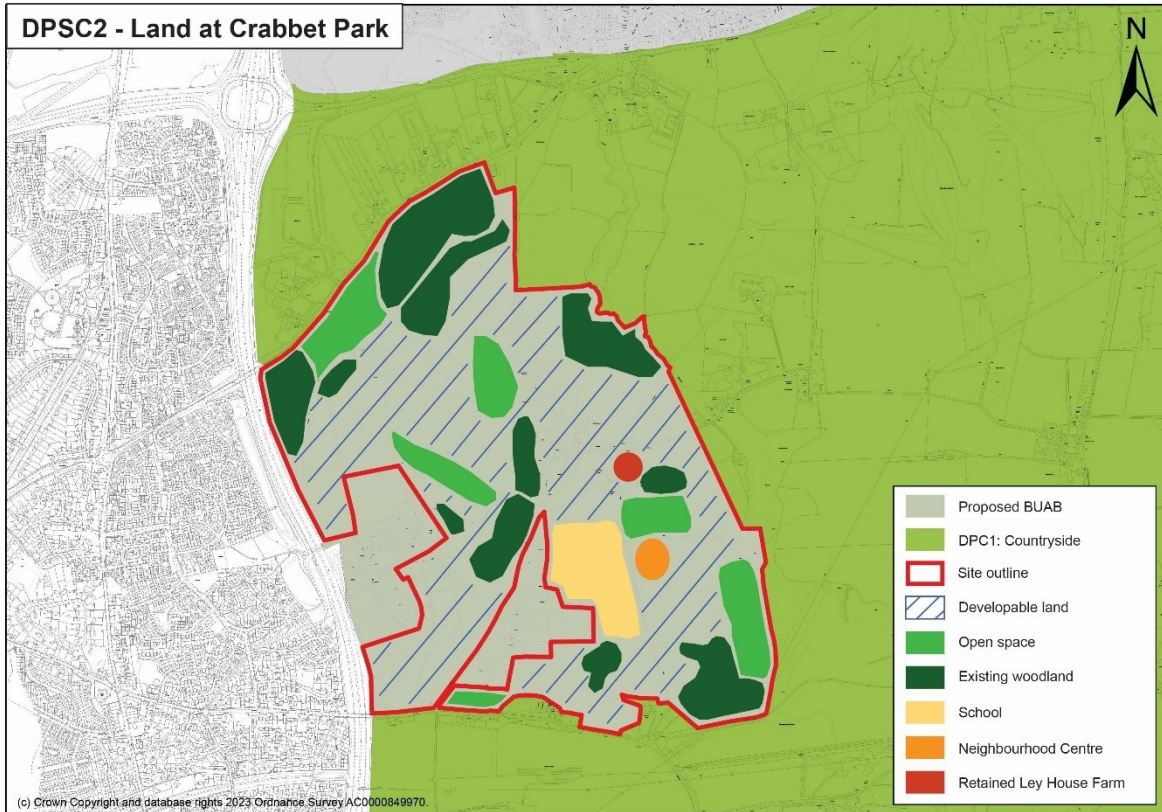 DPSC2 - Land at Crabbet Park
N
Proposed BUAB
DPC1: Countryside
Site outline
Developable land
Open space
Existing woodland
School
Neighbourhood Centre
Retained Ley House Farm
(c) Crown Copyright and database rights 2023 Ordnance Survey AC0000849970.